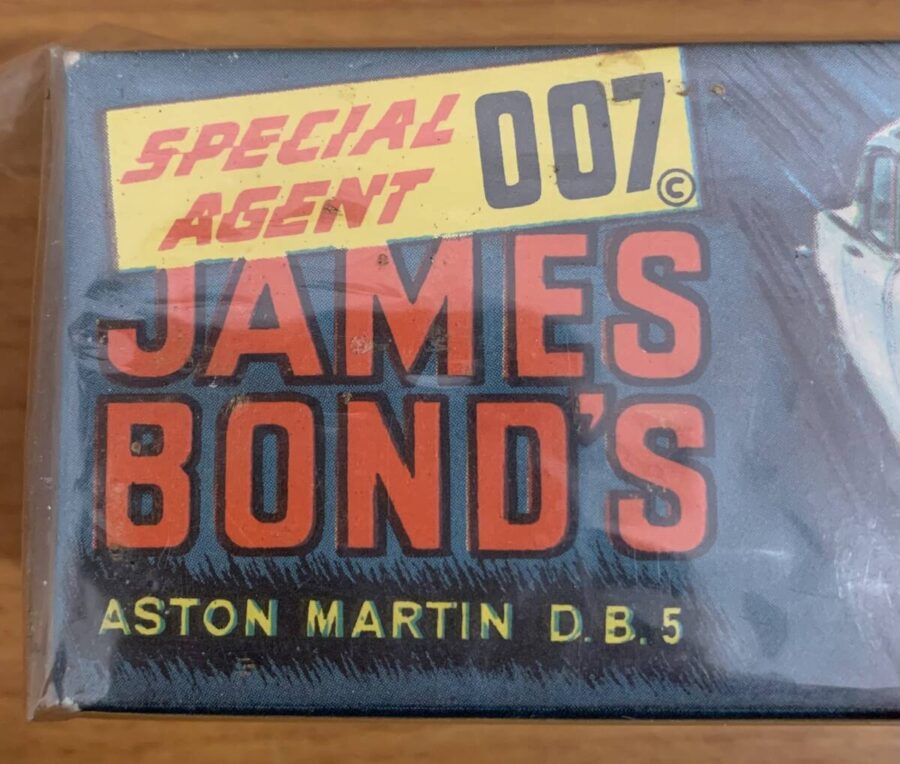 SPECIAL
AGENT
007 ©
JAMES
BOND'S
ASTON MARTIN D.B.5